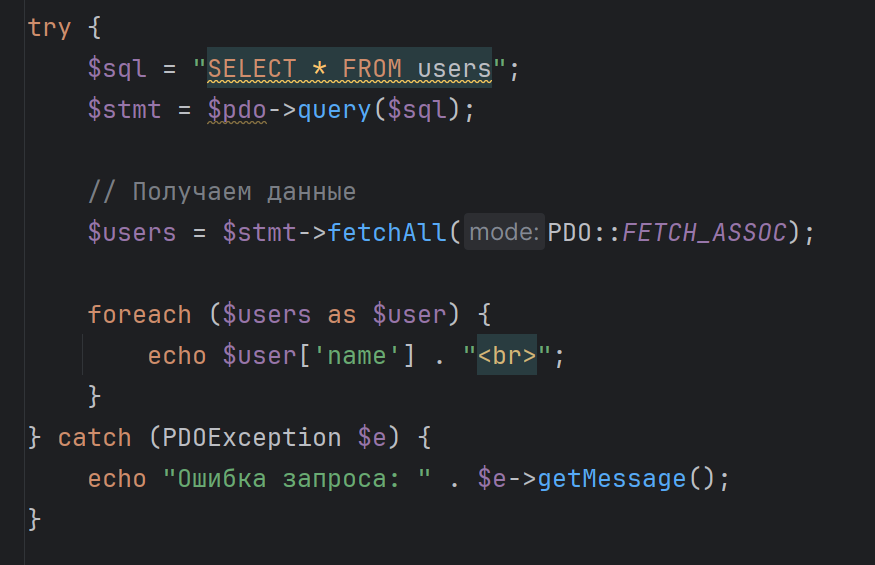 try {
    $sql = "SELECT * FROM users";
    $stmt = $pdo->query($sql);
    // Получаем данные
    $users = $stmt->fetchAll( mode: PDO::FETCH_ASSOC);
    foreach ($users as $user) {
        echo $user['name'] . "<br>";
    }
} catch (PDOException $e) {
    echo "Ошибка запроса: " . $e->getMessage();
}